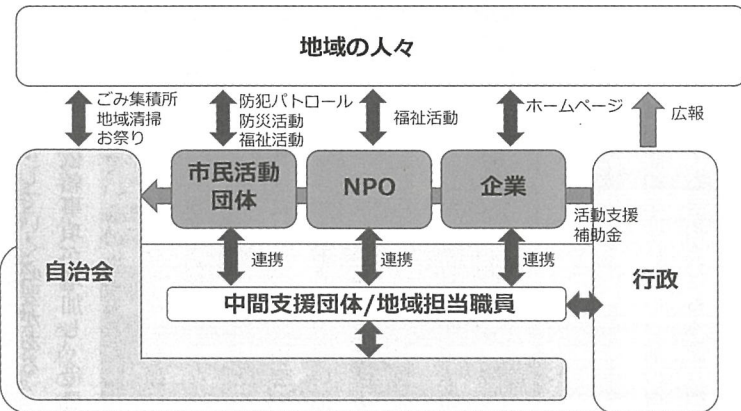 地域の人々
ごみ集積所
地域清掃
お祭り
防犯パトロール
防災活動
福祉活動
福祉活動
ホームページ
広報
市民活動
団体
NPO
企業
活動支援
補助金
自治会
連携
連携
連携
行政
中間支援団体/地域担当職員